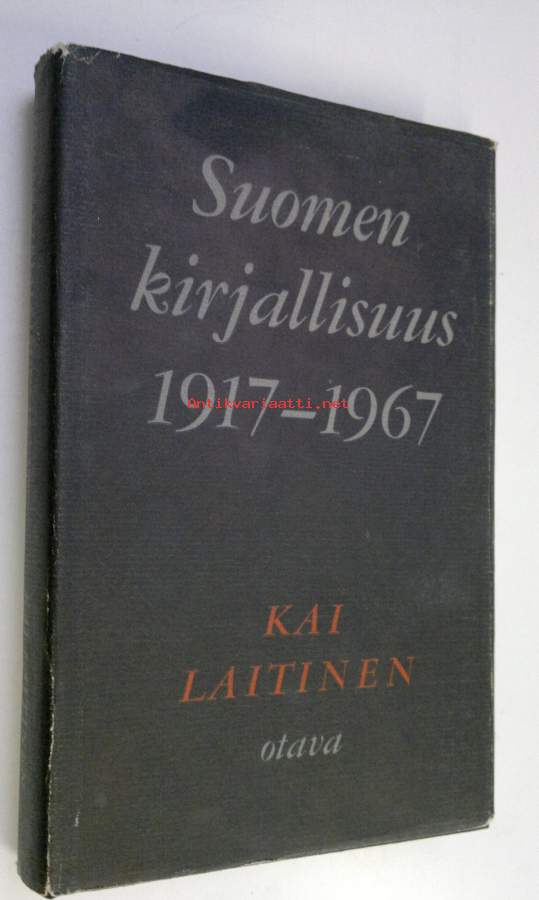 Suomen
kirjallisuus
1917–1967
Antikvariaatti.net
KAI
LAITINEN
otava